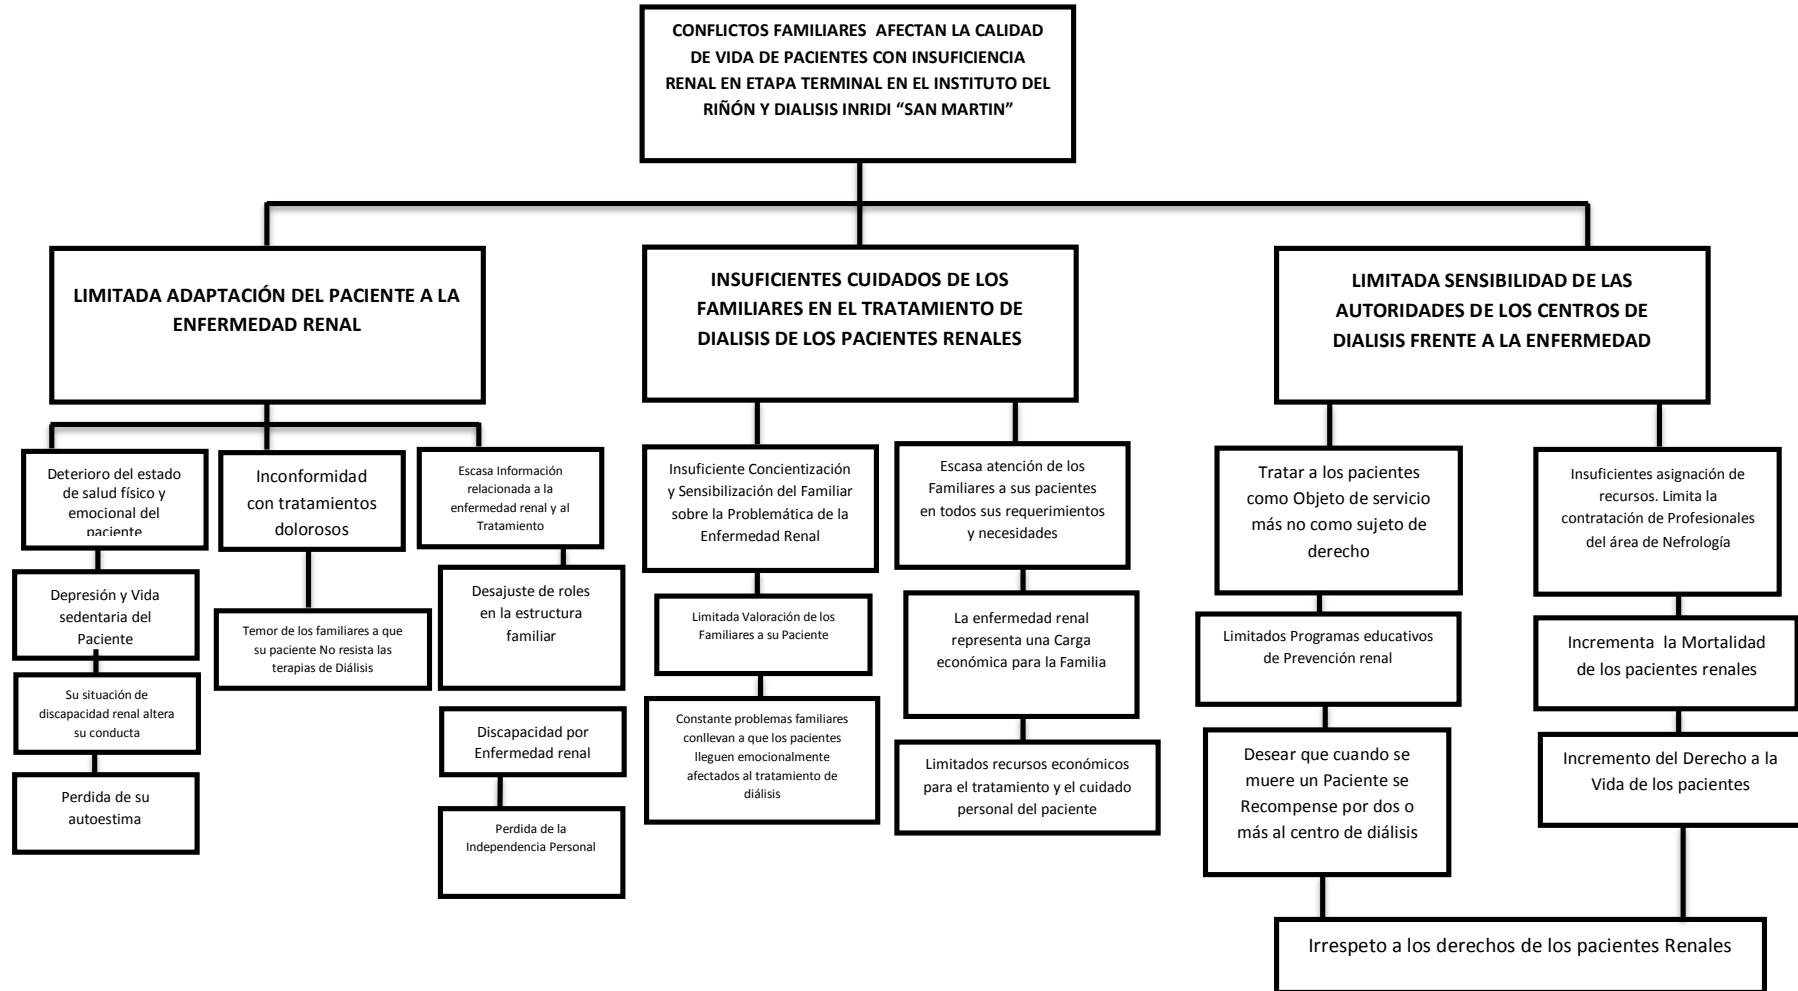 CONFLICTOS FAMILIARES  AFECTAN LA CALIDAD
DE VIDA DE PACIENTES CON INSUFICIENCIA
RENAL EN ETAPA TERMINAL EN EL INSTITUTO DEL
RIÑÓN Y DIALISIS INRIDI “SAN MARTIN”
LIMITADA ADAPTACIÓN DEL PACIENTE A LA
ENFERMEDAD RENAL
INSUFICIENTES CUIDADOS DE LOS
FAMILIARES EN EL TRATAMIENTO DE
DIALISIS DE LOS PACIENTES RENALES
LIMITADA SENSIBILIDAD DE LAS
AUTORIDADES DE LOS CENTROS DE
DIALISIS FRENTE A LA ENFERMEDAD
Deterioro del estado
de salud físico y
emocional del
paciente
Inconformidad
con tratamientos
dolorosos
Escasa Información
relacionada a la
enfermedad renal y al
Tratamiento
Insuficiente Concientización
y Sensibilización del Familiar
sobre la Problemática de la
Enfermedad Renal
Escasa atención de los
Familiares a sus pacientes
en todos sus requerimientos
y necesidades
Tratar a los pacientes
como Objeto de servicio
más no como sujeto de
derecho
Insuficientes asignación de
recursos. Limita la
contratación de Profesionales
del área de Nefrología
Depresión y Vida
sedentaria del
Paciente
Temor de los familiares a que
su paciente No resista las
terapias de Diálisis
Desajuste de roles
en la estructura
familiar
Limitada Valoración de los
Familiares a su Paciente
La enfermedad renal
representa una Carga
económica para la Familia
Limitados Programas educativos
de Prevención renal
Incrementa  la Mortalidad
de los pacientes renales
Su situación de
discapacidad renal altera
su conducta
Discapacidad por
Enfermedad renal
Constante problemas familiares
conllevan a que los pacientes
lleguen emocionalmente
afectados al tratamiento de
diálisis
Limitados recursos económicos
para el tratamiento y el cuidado
personal del paciente
Desear que cuando se
muere un Paciente se
Recompense por dos o
más al centro de diálisis
Incremento del Derecho a la
Vida de los pacientes
Perdida de su
autoestima
Perdida de la
Independencia Personal
Irrespeto a los derechos de los pacientes Renales